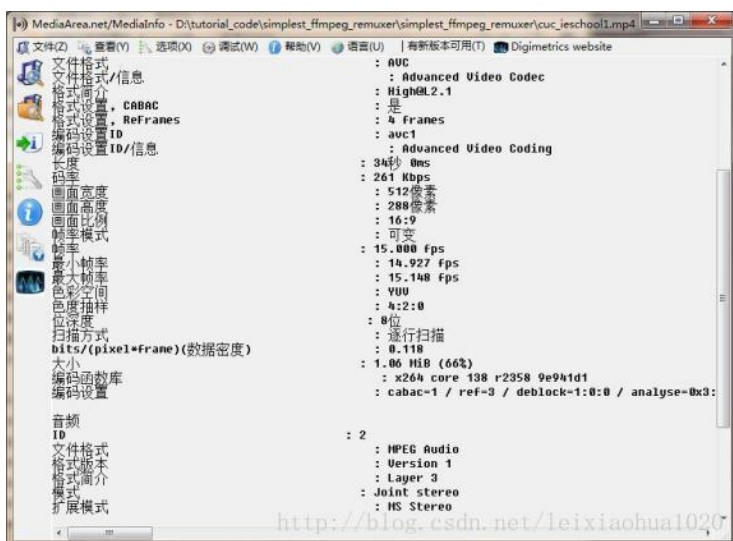 MediaArea.net/MediaInfo - D:\tutorial_code\simplest_ffmpeg_remuxer\simplest_ffmpeg_remuxer\cuc_ieschool1.mp4
文件(Z) 查看(Y) 选项(X) 调试(W) 帮助(V) 语言(U) | 有新版本可用(T) Digimetrics website
文件格式 : AVC
文件格式/信息 : Advanced Video Codec
格式简介 : High@L2.1
格式设置, CABAC : 是
格式设置, ReFrames : 4 frames
编码设置ID : avc1
编码设置ID/信息 : Advanced Video Coding
长度 : 34秒 0ms
码率 : 261 Kbps
画面宽度 : 512像素
画面高度 : 288像素
画面比例 : 16:9
帧率模式 : 可变
帧率 : 15.000 fps
最小帧率 : 14.927 fps
最大帧率 : 15.148 fps
色彩空间 : YUV
色度抽样 : 4:2:0
位深度 : 8位
扫描方式 : 逐行扫描
bits/(pixel*frame)(数据密度) : 0.118
大小 : 1.06 MiB (66%)
编码函数库 : x264 core 138 r2358 9e941d1
编码设置 : cabac=1 / ref=3 / deblock=1:0:0 / analyse=0x3:
音频
ID : 2
文件格式 : MPEG Audio
格式版本 : Version 1
格式简介 : Layer 3
模式 : Joint stereo
扩展模式 : MS Stereo
http://blog.csdn.net/leixiaohua1020